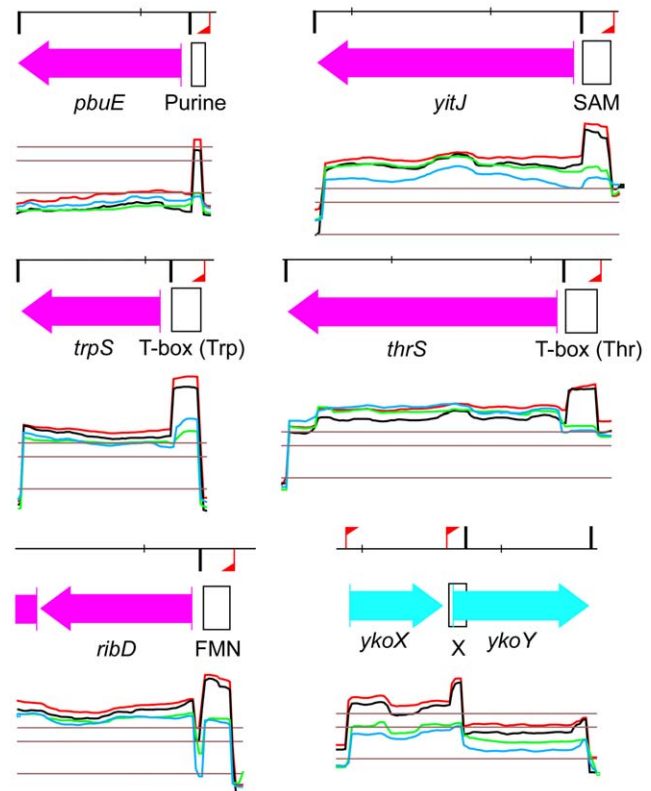 pbuE Purine
yitJ SAM
trpS T-box (Trp)
thrS T-box (Thr)
ribD FMN
ykoX X ykoY